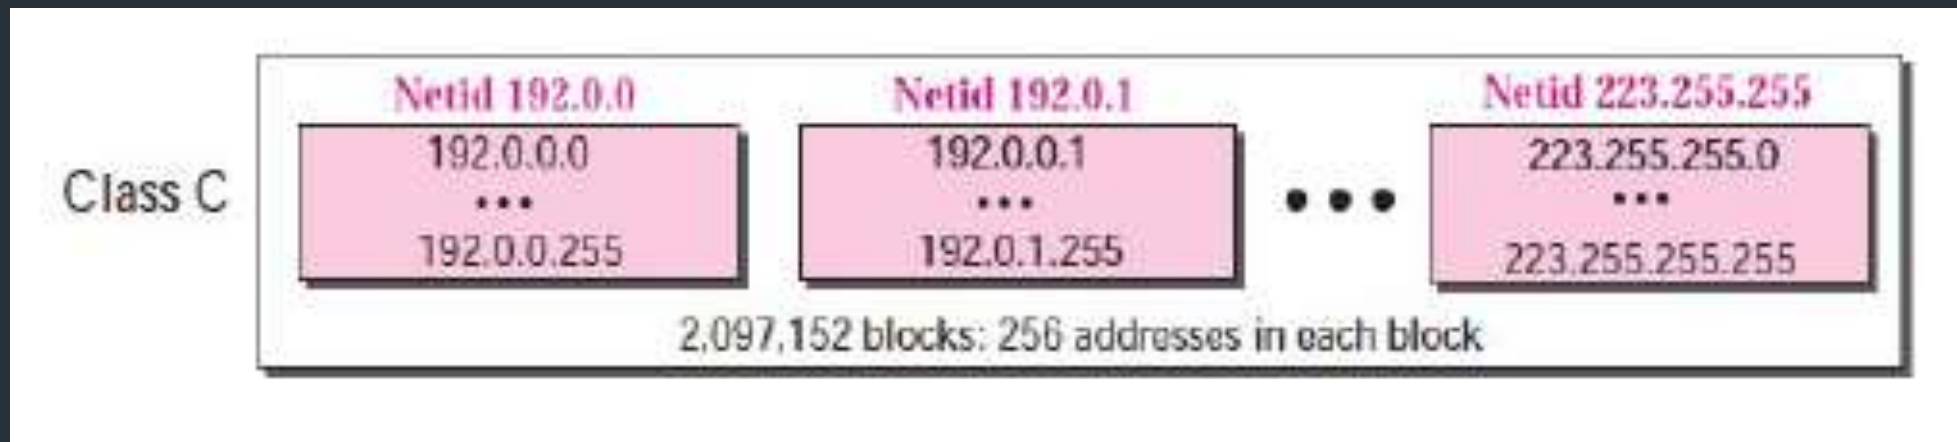 Class C
Netid 192.0.0
192.0.0.0
•••
192.0.0.255
Netid 192.0.1
192.0.0.1
•••
192.0.1.255
•••
Netid 223.255.255
223.255.255.0
•••
223.255.255.255
2,097,152 blocks: 256 addresses in each block